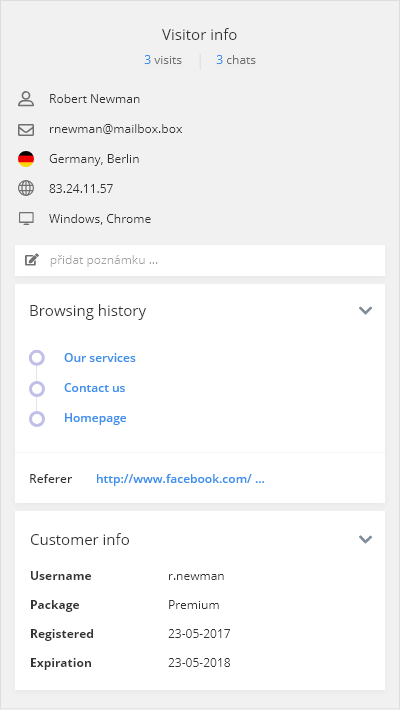 Visitor info
3 visits 3 chats
Robert Newman
rnewman@mailbox.box
Germany, Berlin
83.24.11.57
Windows, Chrome
přidat poznámku ...
Browsing history
Our services
Contact us
Homepage
Referer http://www.facebook.com/ ...
Customer info
Username r.newman
Package Premium
Registered 23-05-2017
Expiration 23-05-2018